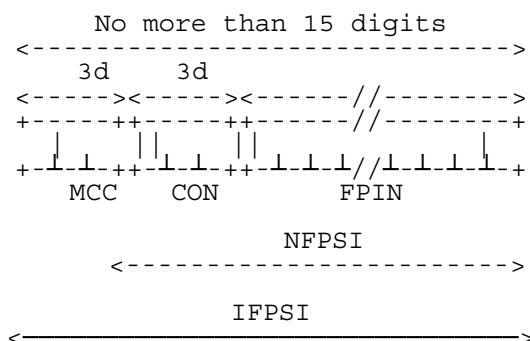 No more than 15 digits
3d 3d
MCC CON FPIN
NFPSI
IFPSI